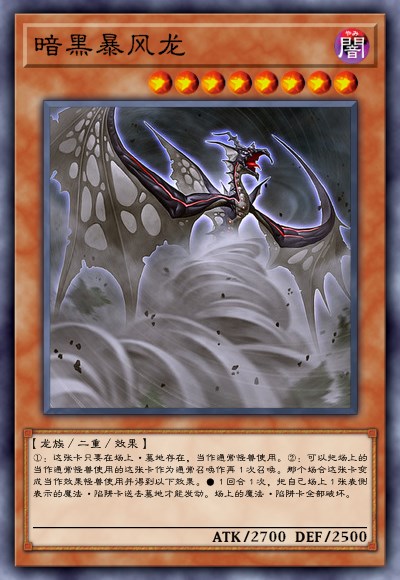 暗黑暴风龙
やみ
闇
【龙族／二重／效果】
①：这张卡只要在场上·墓地存在，当作通常怪兽使用。②：可以把场上的
当作通常怪兽使用的这张卡作为通常召唤作再1次召唤。那个场合这张卡变
成当作效果怪兽使用并得到以下效果。●1回合1次，把自己场上1张表侧
表示的魔法·陷阱卡送去墓地才能发动。场上的魔法·陷阱卡全部破坏。
ATK/2700 DEF/2500